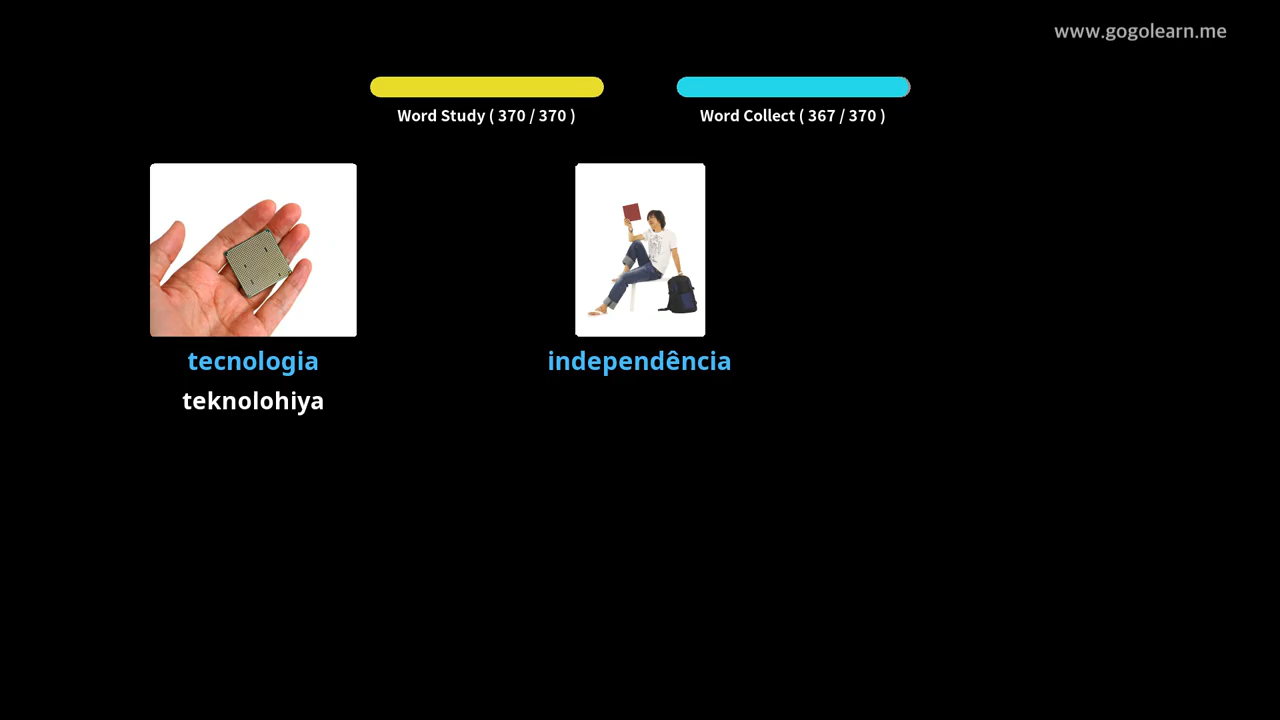 www.gogolearn.me
Word Study ( 370 / 370 )
Word Collect ( 367 / 370 )
tecnologia
teknolohiya
independência